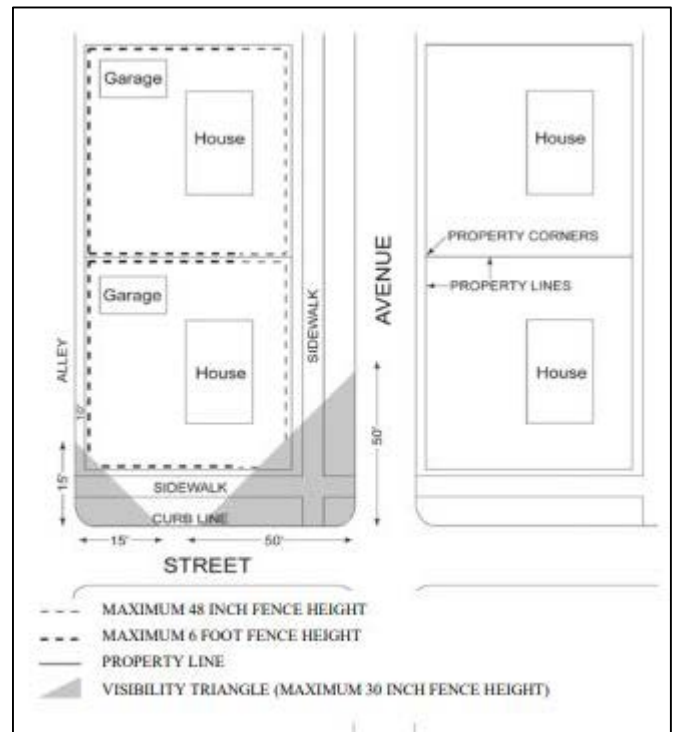 Garage
House
House
PROPERTY CORNERS
AVENUE
PROPERTY LINES
Garage
SIDEWALK
ALLEY
House
House
10'
50'
15'
SIDEWALK
CURB LINE
15'
50'
STREET
MAXIMUM 48 INCH FENCE HEIGHT
MAXIMUM 6 FOOT FENCE HEIGHT
PROPERTY LINE
VISIBILITY TRIANGLE (MAXIMUM 30 INCH FENCE HEIGHT)